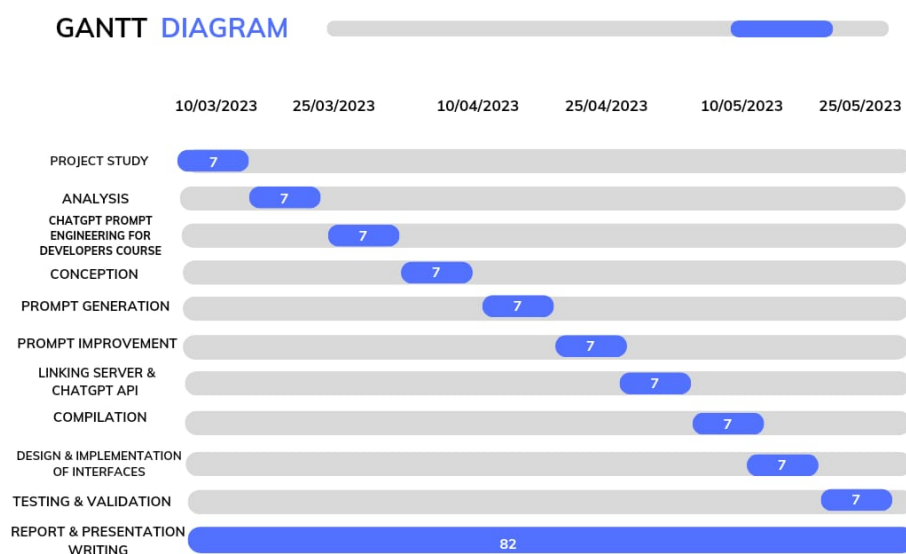 GANTT DIAGRAM
10/03/2023 25/03/2023 10/04/2023 25/04/2023 10/05/2023 25/05/2023
PROJECT STUDY 7
ANALYSIS 7
CHATGPT PROMPT
ENGINEERING FOR 7
DEVELOPERS COURSE
CONCEPTION 7
PROMPT GENERATION 7
PROMPT IMPROVEMENT 7
LINKING SERVER & 7
CHATGPT API
COMPILATION 7
DESIGN & IMPLEMENTATION 7
OF INTERFACES
TESTING & VALIDATION 7
REPORT & PRESENTATION 82
WRITING